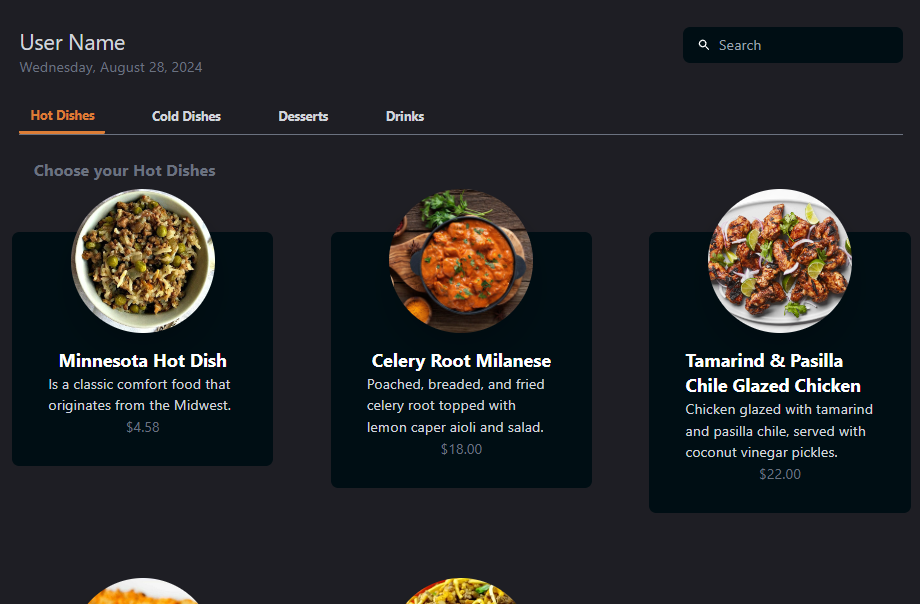 User Name
Search
Wednesday, August 28, 2024
Hot Dishes
Cold Dishes
Desserts
Drinks
Choose your Hot Dishes
Minnesota Hot Dish
Is a classic comfort food that
originates from the Midwest.
$4.58
Celery Root Milanese
Poached, breaded, and fried
celery root topped with
lemon caper aioli and salad.
$18.00
Tamarind & Pasilla
Chile Glazed Chicken
Chicken glazed with tamarind
and pasilla chile, served with
coconut vinegar pickles.
$22.00